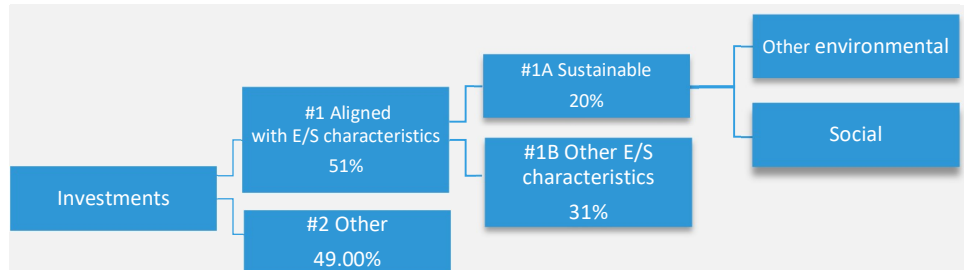 Investments
#1 Aligned
with E/S characteristics
51%
#2 Other
49.00%
#1A Sustainable
20%
#1B Other E/S
characteristics
31%
Other environmental
Social